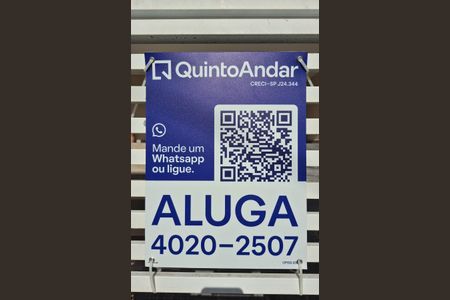 QuintoAndar
CRECI-SP J24.344
Mande um
Whatsapp
ou ligue.
ALUGA
4020-2507